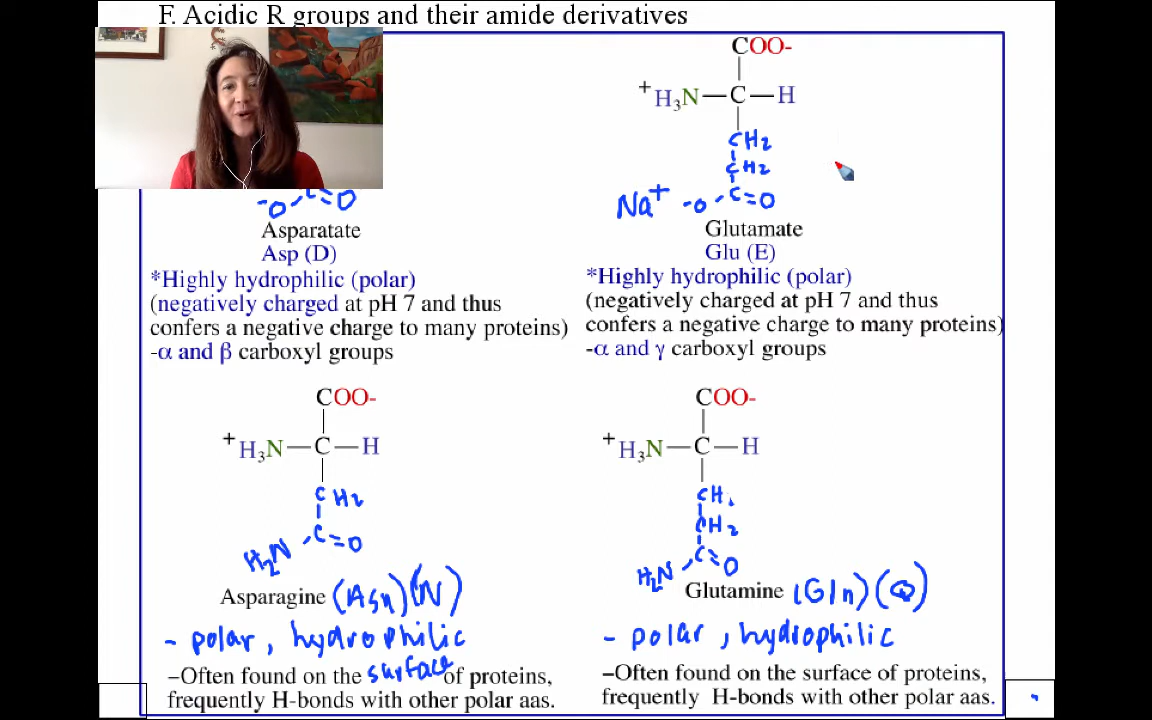 F. Acidic R groups and their amide derivatives
COO-
+H3N—C—H
CH2
CH2
Na+ -O C=O
-O C=O
Asparatate
Asp (D)
*Highly hydrophilic (polar)
(negatively charged at pH 7 and thus
confers a negative charge to many proteins)
-α and β carboxyl groups
Glutamate
Glu (E)
*Highly hydrophilic (polar)
(negatively charged at pH 7 and thus
confers a negative charge to many proteins)
-α and γ carboxyl groups
COO-
+H3N—C—H
CH2
H2N C=O
Asparagine (Asn)(N)
- polar, hydrophilic
–Often found on the surface of proteins,
frequently H-bonds with other polar aas.
COO-
+H3N—C—H
CH2
CH2
H2N C=O
Glutamine (Gln)(Q)
- polar, hydrophilic
–Often found on the surface of proteins,
frequently H-bonds with other polar aas.